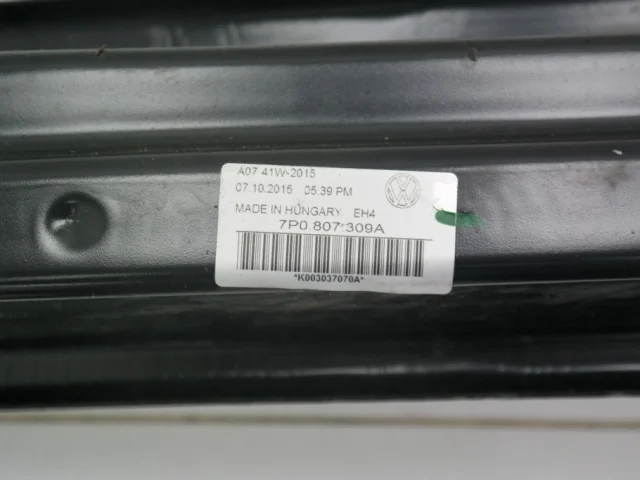 A07 41W-2015
07.10.2015 05:39 PM
MADE IN HUNGARY EH4
7P0.807.309A
*K003037070A*